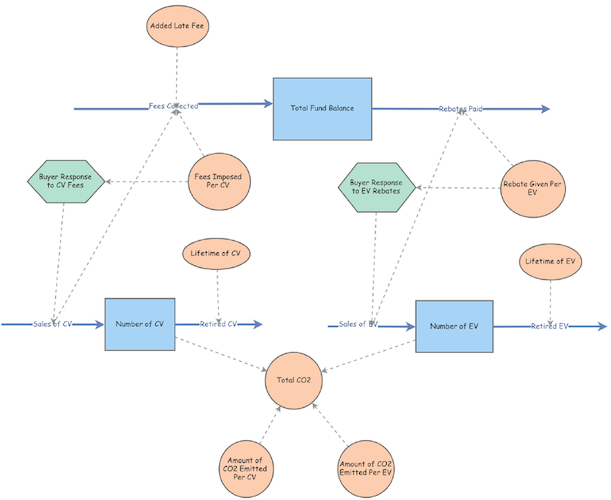 Added Late Fee
Fees Collected
Total Fund Balance
Rebates Paid
Buyer Response
to CV Fees
Fees Imposed
Per CV
Buyer Response
to EV Rebates
Rebate Given Per
EV
Lifetime of CV
Lifetime of EV
Sales of CV
Number of CV
Retired CV
Sales of EV
Number of EV
Retired EV
Total CO2
Amount of
CO2 Emitted
Per CV
Amount of CO2
Emitted Per EV